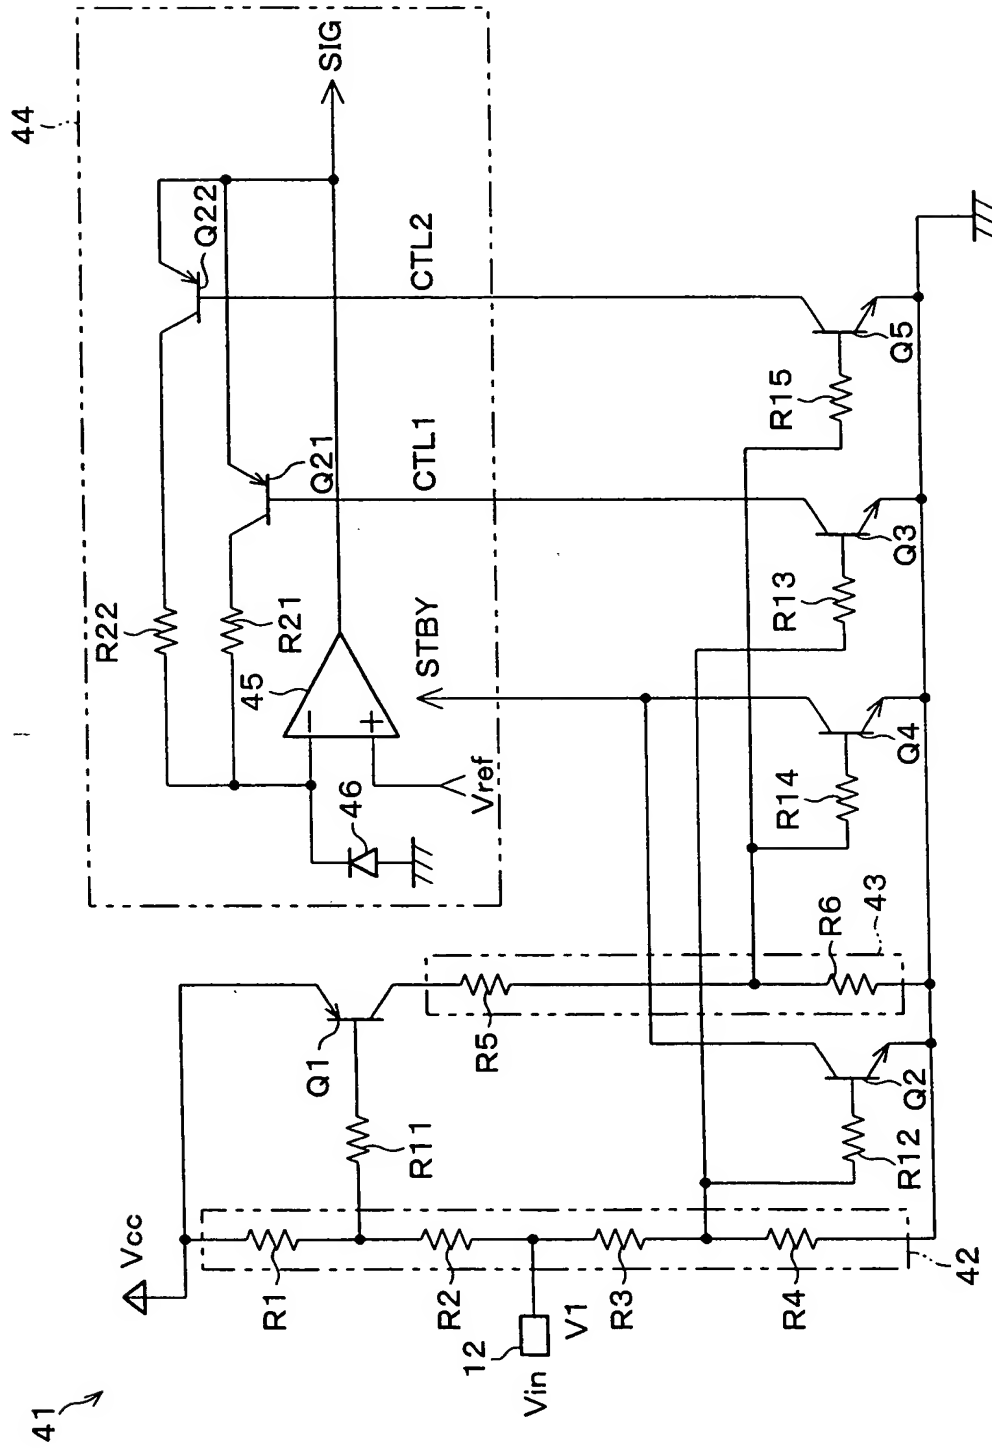 41
Vcc
44
R22
R21
Q22
SIG
45
Q21
46
Vref
STBY
CTL1
CTL2
Q1
R11
R5
R1
R2
12
Vin
V1
R3
R4
42
R12
Q2
R6
43
R14
Q4
R13
Q3
R15
Q5